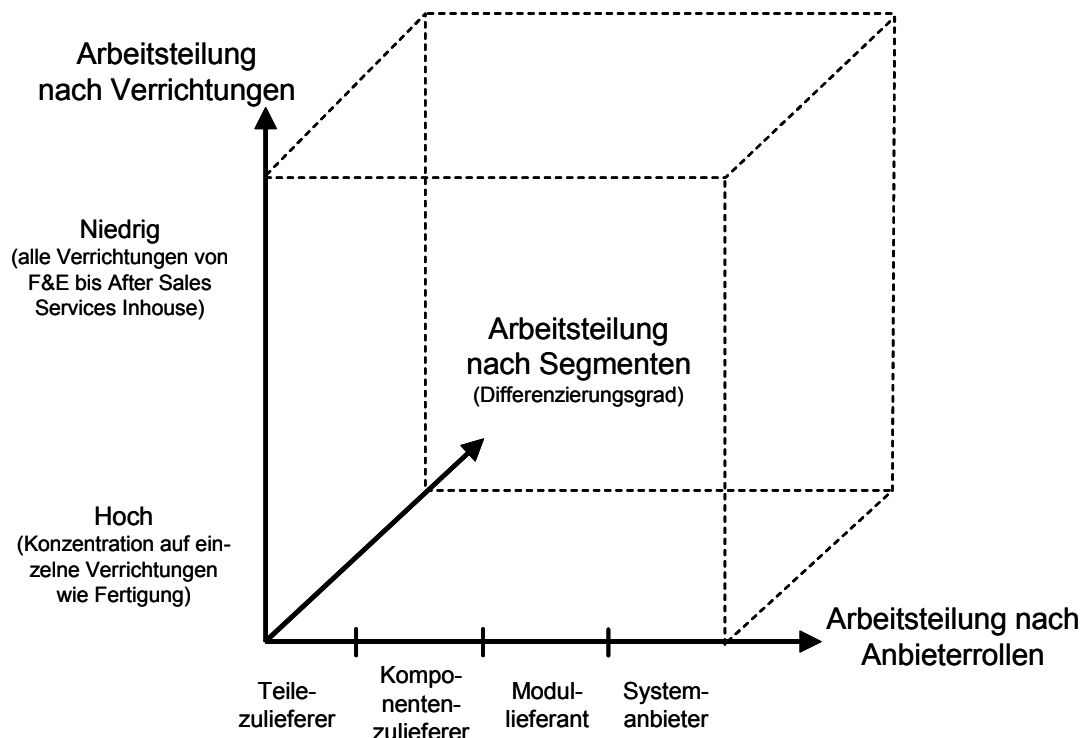 Arbeitsteilung
nach Verrichtungen
Niedrig
(alle Verrichtungen von
F&E bis After Sales
Services Inhouse)
Arbeitsteilung
nach Segmenten
(Differenzierungsgrad)
Hoch
(Konzentration auf ein-
zelne Verrichtungen
wie Fertigung)
Arbeitsteilung nach
Anbieterrollen
Teile-
zulieferer
Kompo-
nenten-
zulieferer
Modul-
lieferant
System-
anbieter